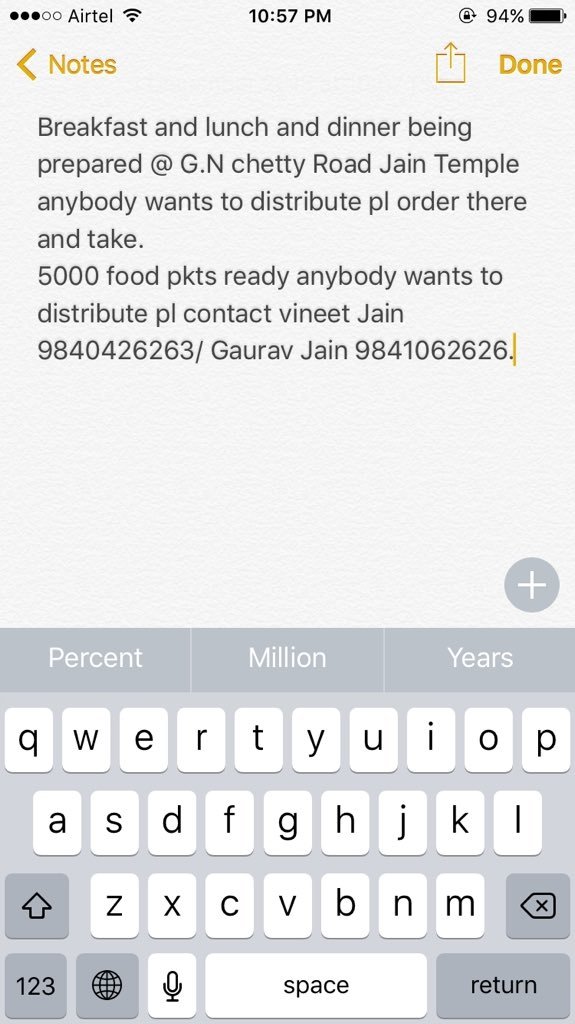 Airtel 10:57 PM 94%
Notes Done
Breakfast and lunch and dinner being
prepared @ G.N chetty Road Jain Temple
anybody wants to distribute pl order there
and take.
5000 food pkts ready anybody wants to
distribute pl contact vineet Jain
9840426263/ Gaurav Jain 9841062626.
Percent Million Years
q w e r t y u i o p
a s d f g h j k l
z x c v b n m
123 space return